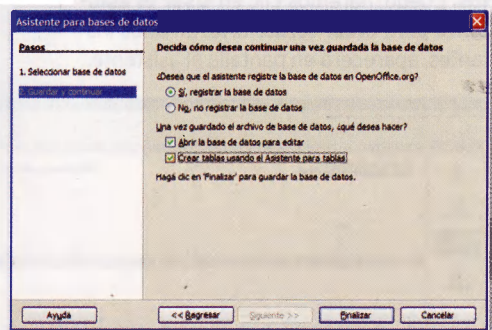 Asistente para bases de datos
Pasos
1. Seleccionar base de datos
2. Guardar y continuar
Decida cómo desea continuar una vez guardada la base de datos
¿Desea que el asistente registre la base de datos en OpenOffice.org?
Sí, registrar la base de datos
No, no registrar la base de datos
Una vez guardado el archivo de base de datos, ¿qué desea hacer?
Abrir la base de datos para editar
Crear tablas usando el Asistente para tablas
Haga clic en 'Finalizar' para guardar la base de datos.
Ayuda
<< Regresar
Siguiente >>
Finalizar
Cancelar